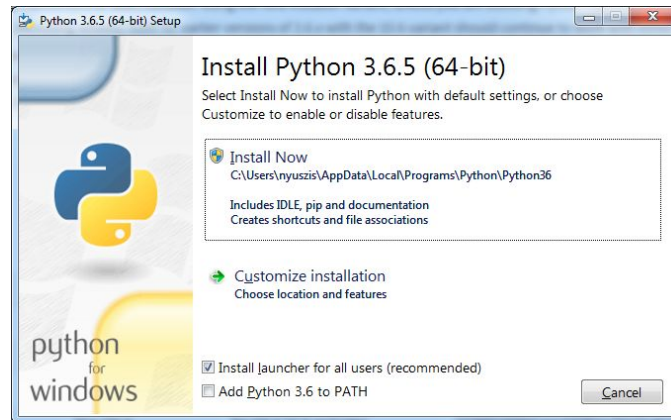 Python 3.6.5 (64-bit) Setup
Install Python 3.6.5 (64-bit)
Select Install Now to install Python with default settings, or choose
Customize to enable or disable features.
Install Now
C:\Users\nyuszis\AppData\Local\Programs\Python\Python36
Includes IDLE, pip and documentation
Creates shortcuts and file associations
Customize installation
Choose location and features
python
for
windows
Install launcher for all users (recommended)
Add Python 3.6 to PATH
Cancel